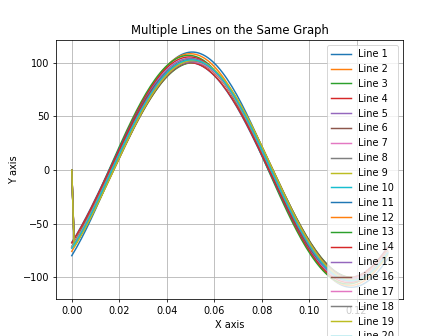 Multiple Lines on the Same Graph
Y axis
100
50
0
−50
−100
0.00
0.02
0.04
0.06
0.08
0.10
X axis
Line 1
Line 2
Line 3
Line 4
Line 5
Line 6
Line 7
Line 8
Line 9
Line 10
Line 11
Line 12
Line 13
Line 14
Line 15
Line 16
Line 17
Line 18
Line 19
Line 20